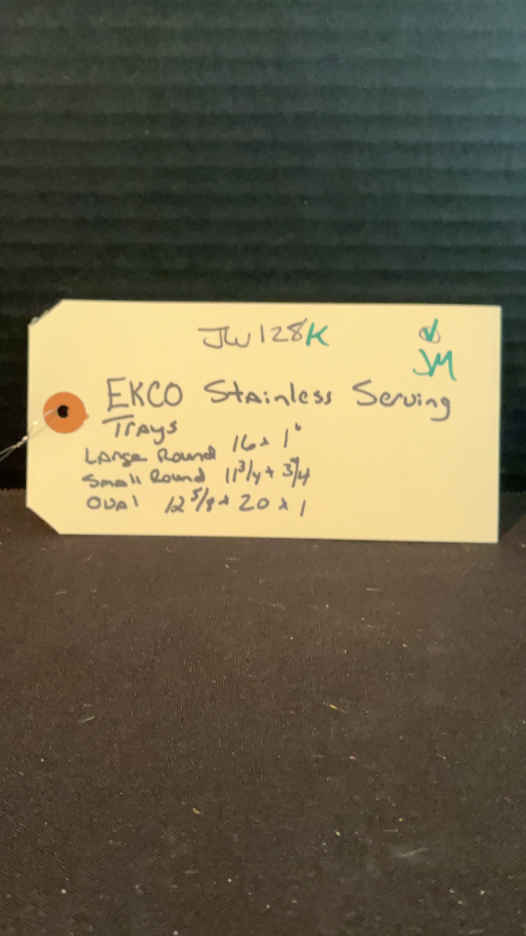 JW128K
JM
EKCO Stainless Serving
Trays
Large Round 16 x 1"
Small Round 11 3/4 x 3/4
Oval 12 5/8 x 20 x 1